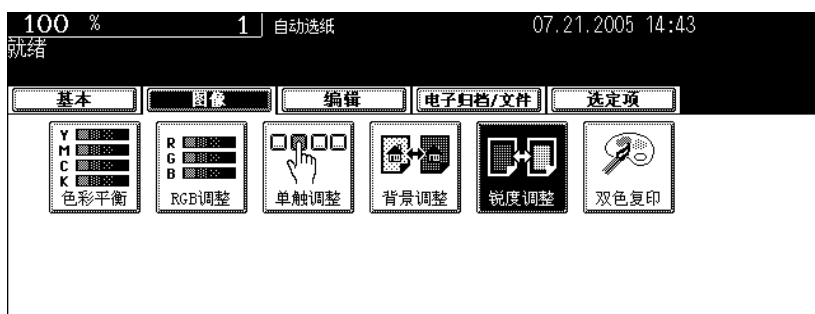 100 % 1 自动选纸 07.21.2005 14:43
就绪
基本 图像 编辑 电子归档/文件 选定项
Y
M
C
K
色彩平衡
R
G
B
RGB调整
单触调整
背景调整
锐度调整
双色复印